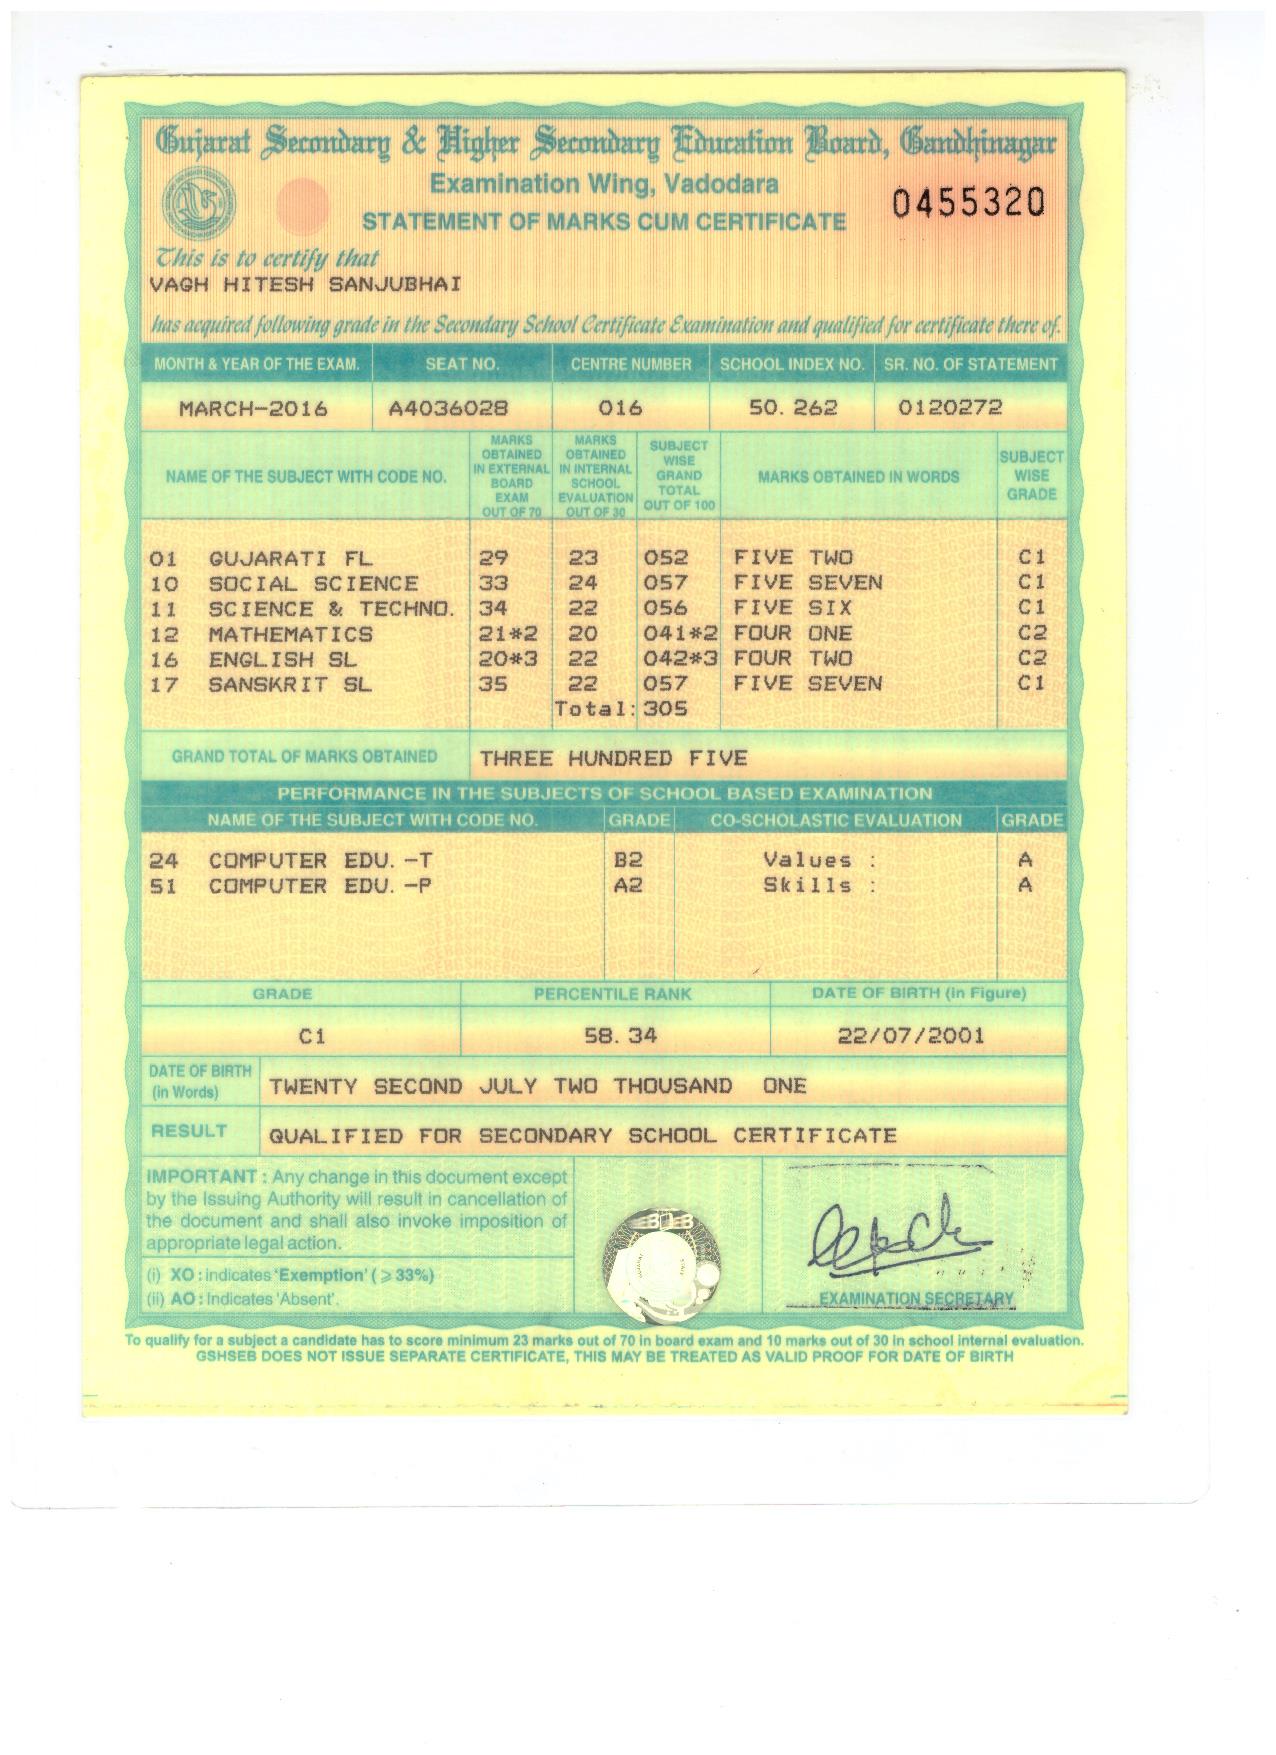 Gujarat Secondary & Higher Secondary Education Board, Gandhinagar
Examination Wing, Vadodara
0455320
STATEMENT OF MARKS CUM CERTIFICATE
This is to certify that
VAGH HITESH SANJUBHAI
has acquired following grade in the Secondary School Certificate Examination and qualified for certificate there of.
MONTH & YEAR OF THE EXAM. SEAT NO. CENTRE NUMBER SCHOOL INDEX NO. SR. NO. OF STATEMENT
MARCH-2016 A4036028 016 50. 262 0120272
NAME OF THE SUBJECT WITH CODE NO. MARKS OBTAINED IN EXTERNAL BOARD EXAM OUT OF 70 MARKS OBTAINED IN INTERNAL SCHOOL EVALUATION OUT OF 30 SUBJECT WISE GRAND TOTAL OUT OF 100 MARKS OBTAINED IN WORDS SUBJECT WISE GRADE
01 GUJARATI FL 29 23 052 FIVE TWO C1
10 SOCIAL SCIENCE 33 24 057 FIVE SEVEN C1
11 SCIENCE & TECHNO. 34 22 056 FIVE SIX C1
12 MATHEMATICS 21*2 20 041*2 FOUR ONE C2
16 ENGLISH SL 20*3 22 042*3 FOUR TWO C2
17 SANSKRIT SL 35 22 057 FIVE SEVEN C1
Total: 305
GRAND TOTAL OF MARKS OBTAINED THREE HUNDRED FIVE
PERFORMANCE IN THE SUBJECTS OF SCHOOL BASED EXAMINATION
NAME OF THE SUBJECT WITH CODE NO. GRADE CO-SCHOLASTIC EVALUATION GRADE
24 COMPUTER EDU. -T B2 Values : A
51 COMPUTER EDU. -P A2 Skills : A
GRADE PERCENTILE RANK DATE OF BIRTH (in Figure)
C1 58. 34 22/07/2001
DATE OF BIRTH (in Words) TWENTY SECOND JULY TWO THOUSAND ONE
RESULT QUALIFIED FOR SECONDARY SCHOOL CERTIFICATE
IMPORTANT : Any change in this document except
by the Issuing Authority will result in cancellation of
the document and shall also invoke imposition of
appropriate legal action.
(i) XO : indicates 'Exemption' ( ⩾ 33%)
(ii) AO : Indicates 'Absent'.
EXAMINATION SECRETARY
To qualify for a subject a candidate has to score minimum 23 marks out of 70 in board exam and 10 marks out of 30 in school internal evaluation.
GSHSEB DOES NOT ISSUE SEPARATE CERTIFICATE, THIS MAY BE TREATED AS VALID PROOF FOR DATE OF BIRTH